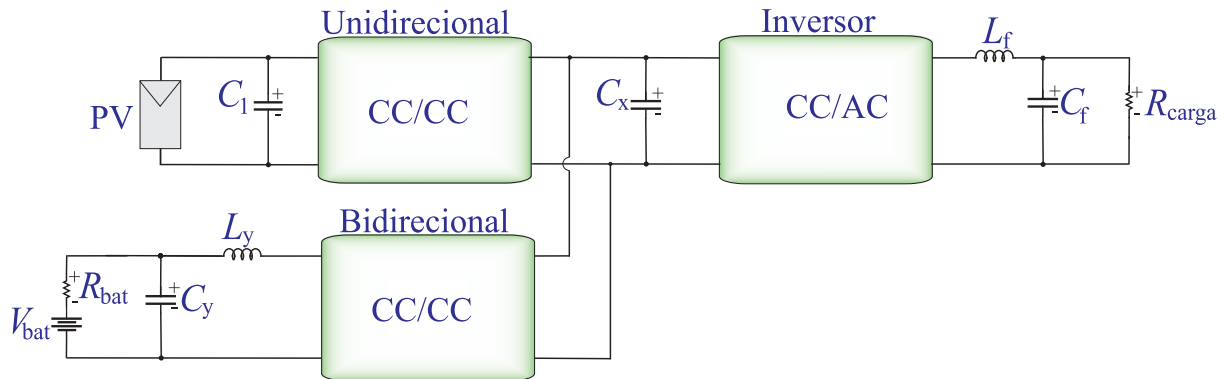 Unidirecional
Inversor
PV
C1
CC/CC
Cx
CC/AC
Lf
Cf
Rcarga
Bidirecional
Ly
Rbat
Vbat
Cy
CC/CC